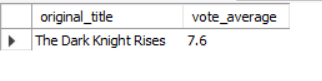 original_title vote_average
The Dark Knight Rises 7.6